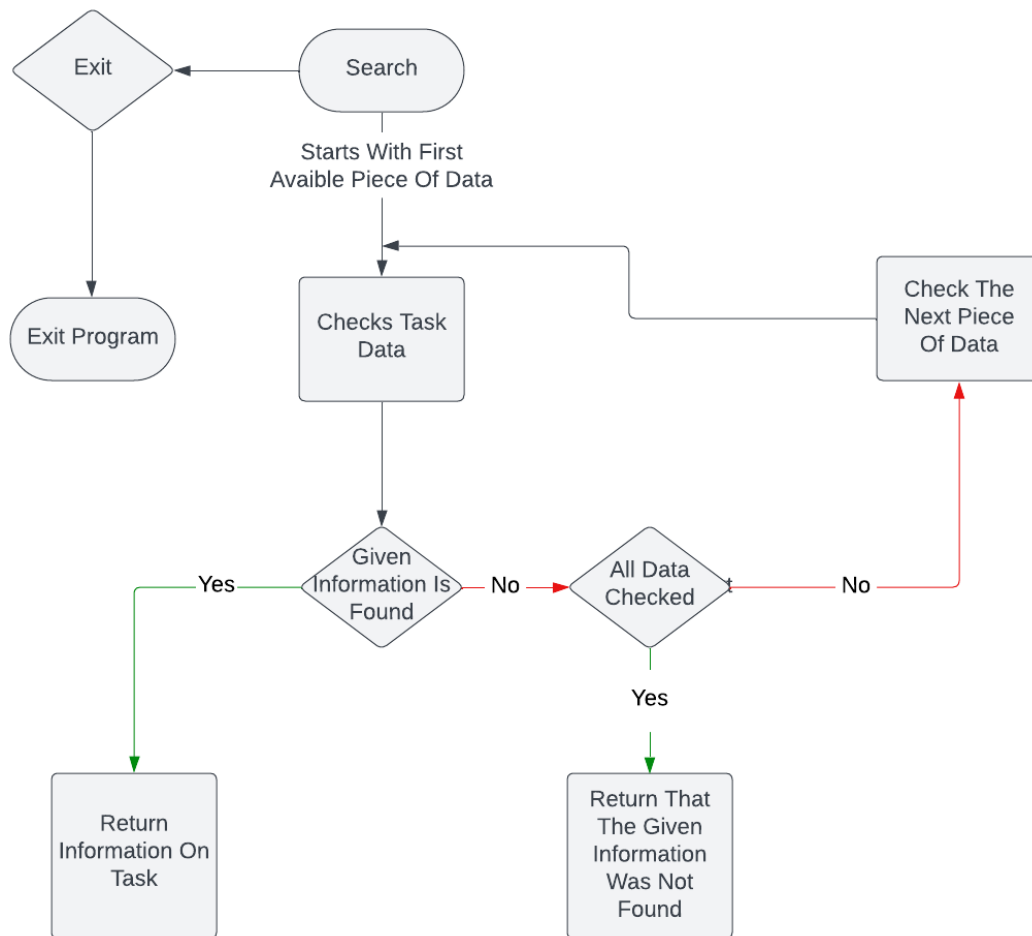 Exit
Search
Starts With First
Avaible Piece Of Data
Exit Program
Checks Task
Data
Check The
Next Piece
Of Data
Given
Information Is
Found
Yes
No
All Data
Checked
t
No
Yes
Return
Information On
Task
Return That
The Given
Information
Was Not
Found